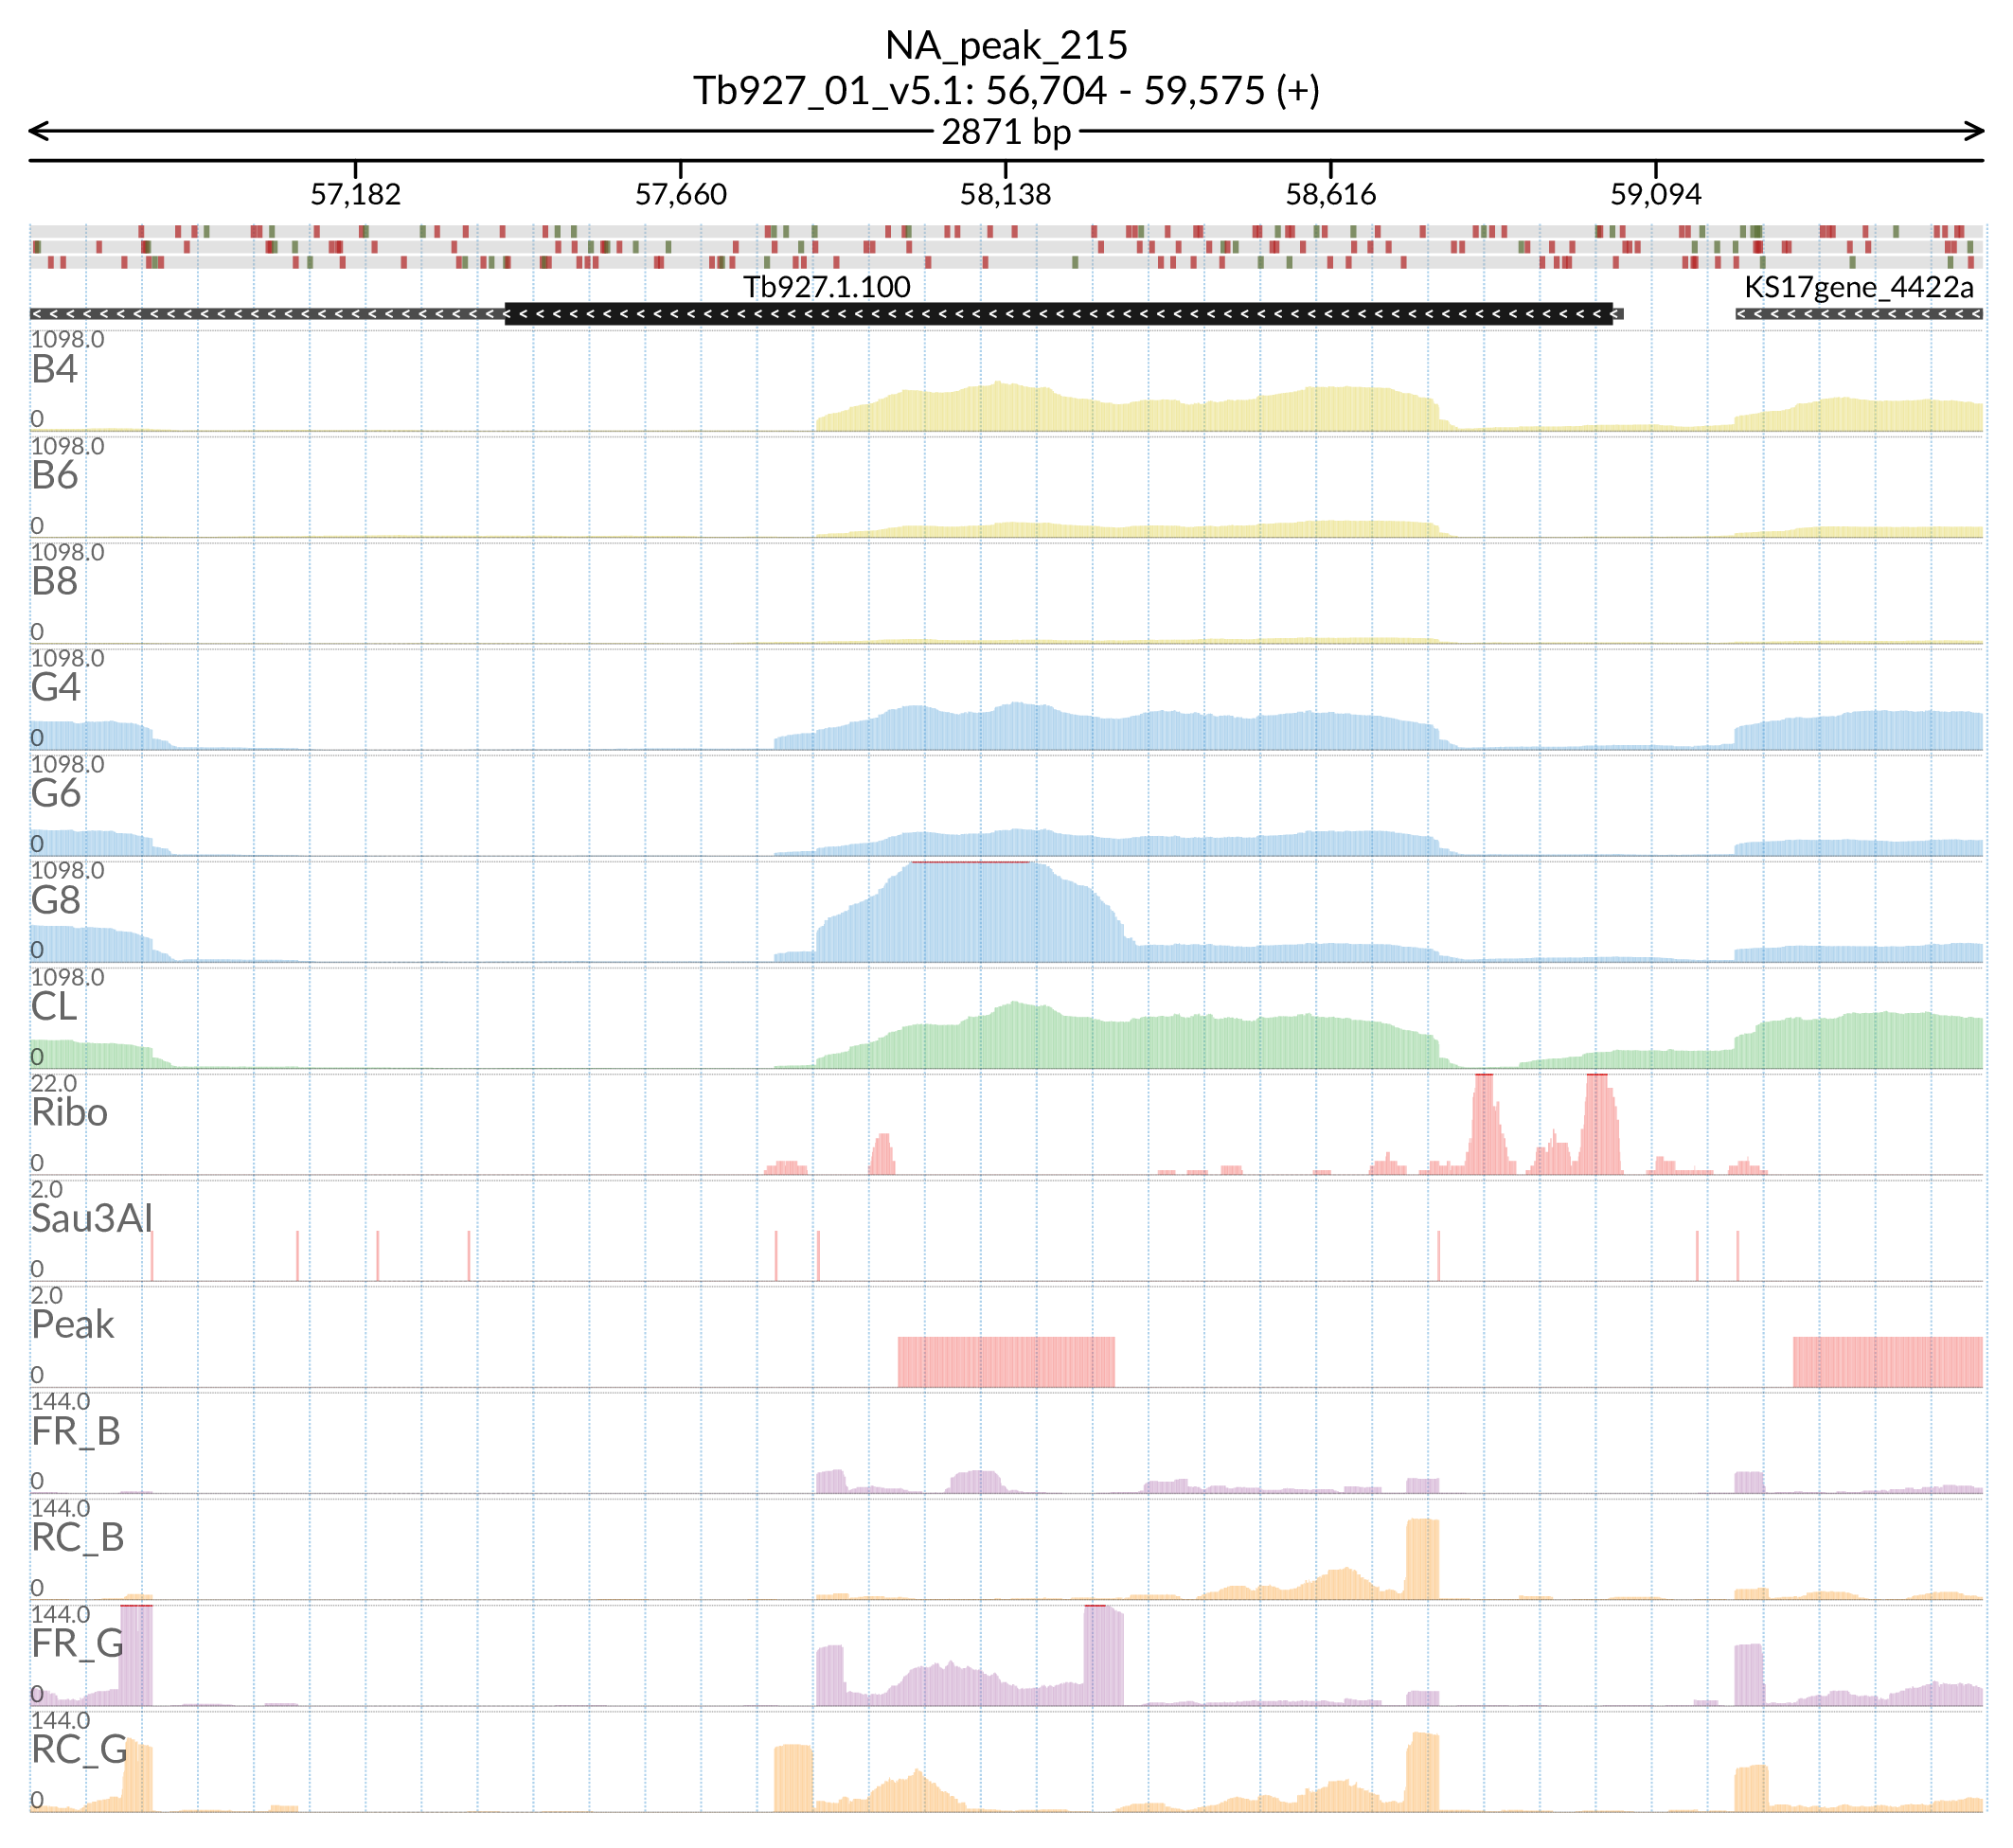 NA_peak_215
Tb927_01_v5.1: 56,704 - 59,575 (+)
2871 bp
57,182 57,660 58,138 58,616 59,094
Tb927.1.100 KS17gene_4422a
1098.0
B4
0
1098.0
B6
0
1098.0
B8
0
1098.0
G4
0
1098.0
G6
0
1098.0
G8
0
1098.0
CL
0
22.0
Ribo
0
2.0
Sau3AI
0
2.0
Peak
0
144.0
FR_B
0
144.0
RC_B
0
144.0
FR_G
0
144.0
RC_G
0